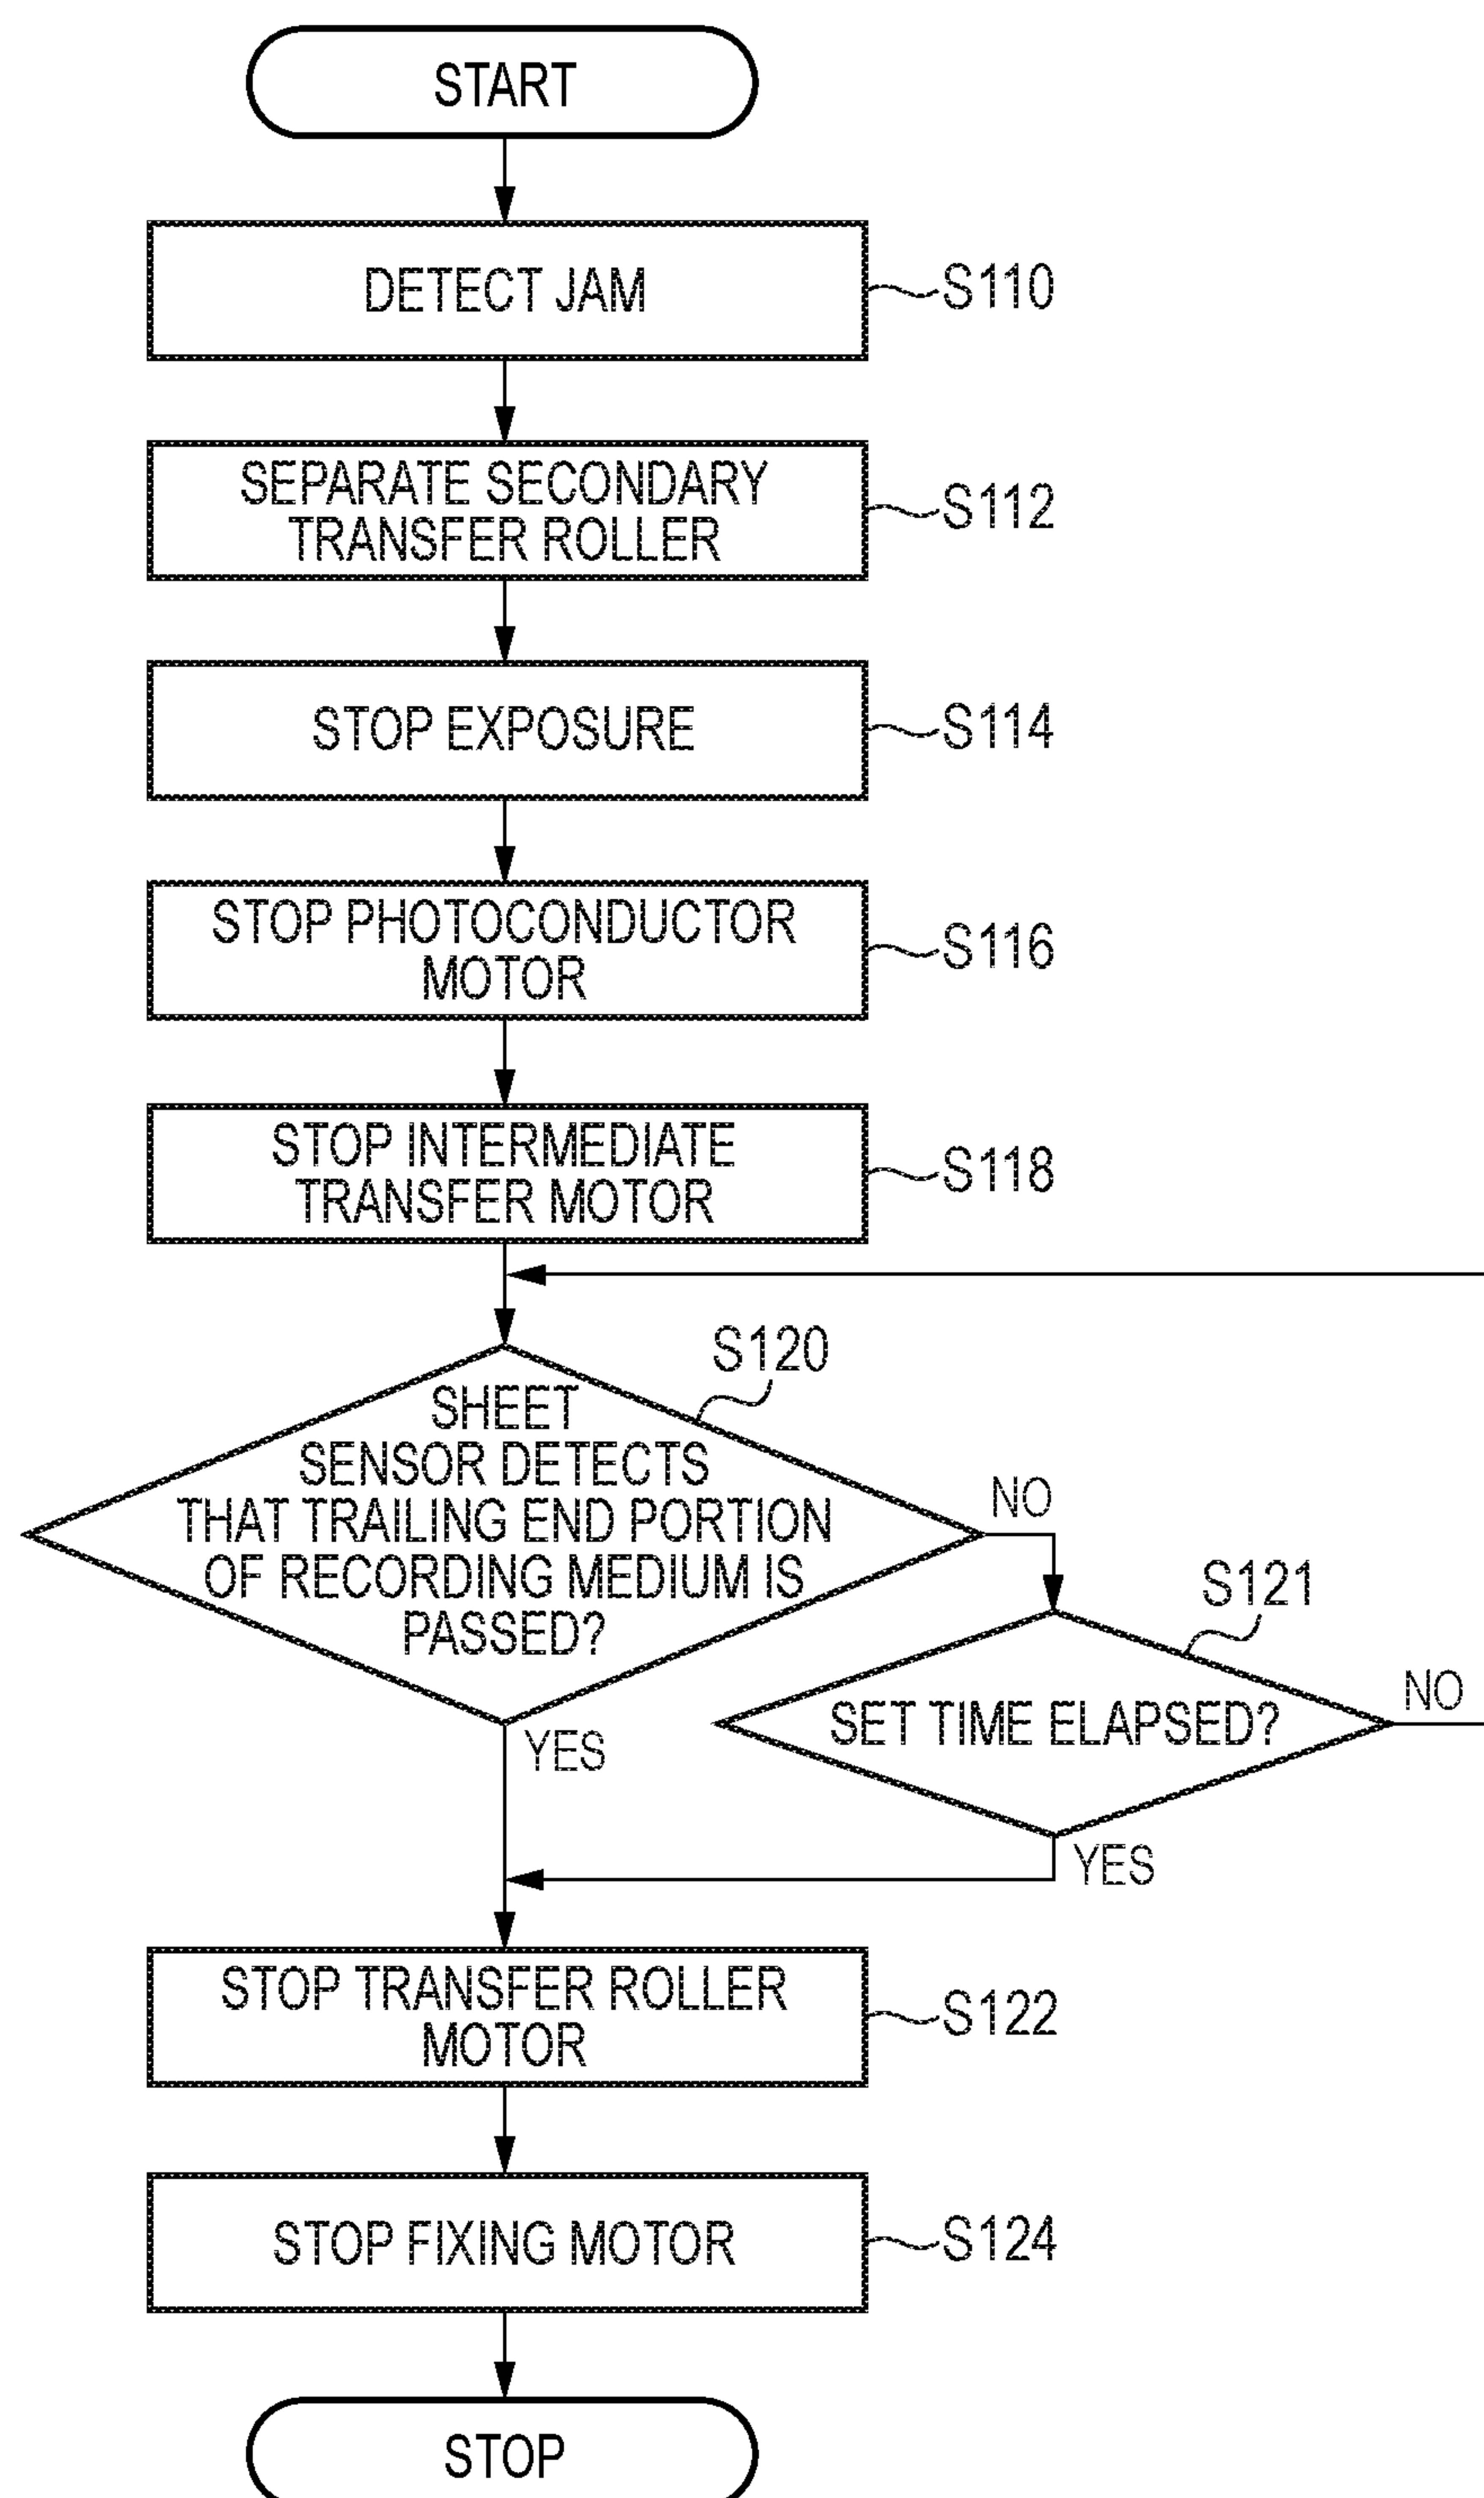 START
DETECT JAM
S110
SEPARATE SECONDARY
TRANSFER ROLLER
S112
STOP EXPOSURE
S114
STOP PHOTOCONDUCTOR
MOTOR
S116
STOP INTERMEDIATE
TRANSFER MOTOR
S118
S120
SHEET
SENSOR DETECTS
THAT TRAILING END PORTION
OF RECORDING MEDIUM IS
PASSED?
NO
S121
SET TIME ELAPSED?
NO
YES
YES
STOP TRANSFER ROLLER
MOTOR
S122
STOP FIXING MOTOR
S124
STOP